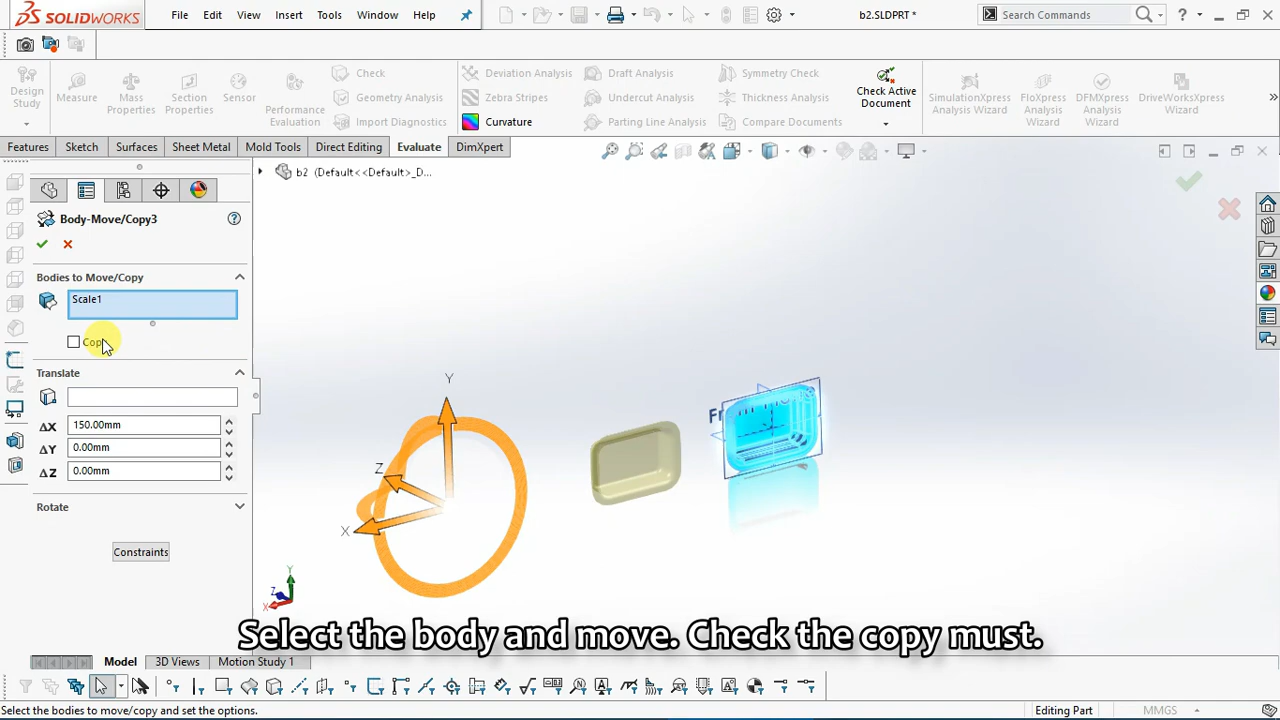 SOLIDWORKS
File Edit View Insert Tools Window Help
b2.SLDPRT *
Search Commands
Design Study
Measure
Mass Properties
Section Properties
Sensor
Performance Evaluation
Check
Geometry Analysis
Import Diagnostics
Deviation Analysis
Zebra Stripes
Curvature
Draft Analysis
Undercut Analysis
Parting Line Analysis
Symmetry Check
Thickness Analysis
Compare Documents
Check Active Document
SimulationXpress Analysis Wizard
FloXpress Analysis Wizard
DFMXpress Analysis Wizard
DriveWorksXpress Wizard
Features Sketch Surfaces Sheet Metal Mold Tools Direct Editing Evaluate DimXpert
b2 (Default<<Default>_D...
Body-Move/Copy3
Bodies to Move/Copy
Scale1
Copy
Translate
ΔX 150.00mm
ΔY 0.00mm
ΔZ 0.00mm
Rotate
Constraints
Y
Z
X
Y
Z
X
Select the body and move. Check the copy must.
Model 3D Views Motion Study 1
Select the bodies to move/copy and set the options.
Editing Part
MMGS